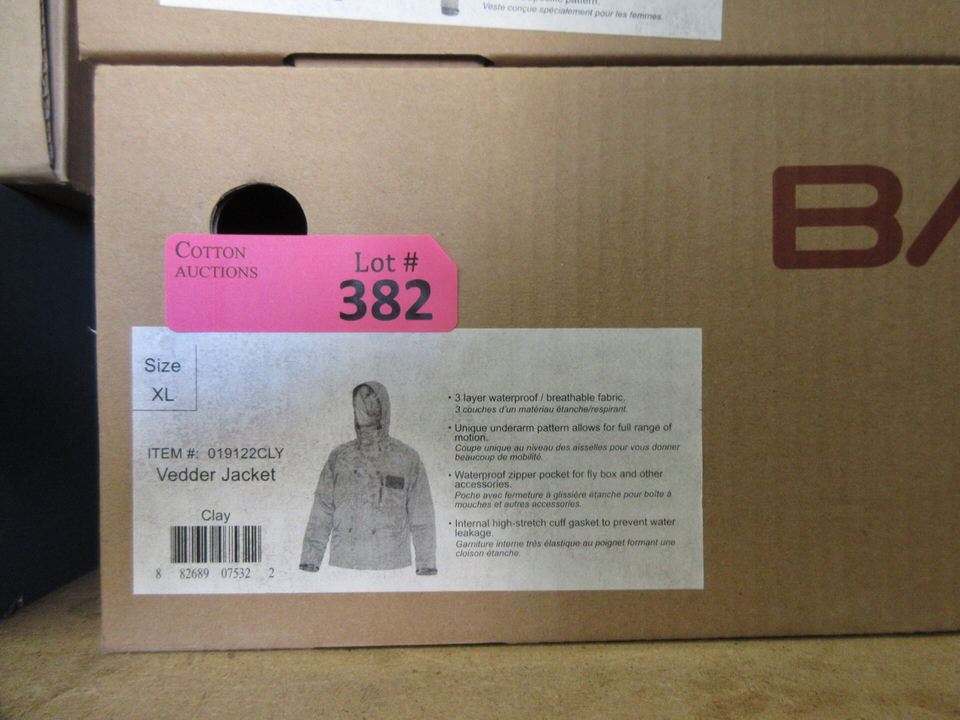 Veste conçue spécialement pour les femmes.
BA
COTTON
AUCTIONS
Lot #
382
Size
XL
ITEM #: 019122CLY
Vedder Jacket
Clay
8 82689 07532 2
• 3 layer waterproof / breathable fabric.
3 couches d'un matériau étanche/respirant.
• Unique underarm pattern allows for full range of
motion.
Coupe unique au niveau des aisselles pour vous donner
beaucoup de mobilité.
• Waterproof zipper pocket for fly box and other
accessories.
Poche avec fermeture à glissière étanche pour boîte à
mouches et autres accessories.
• Internal high-stretch cuff gasket to prevent water
leakage.
Garniture interne très élastique au poignet formant une
cloison étanche.